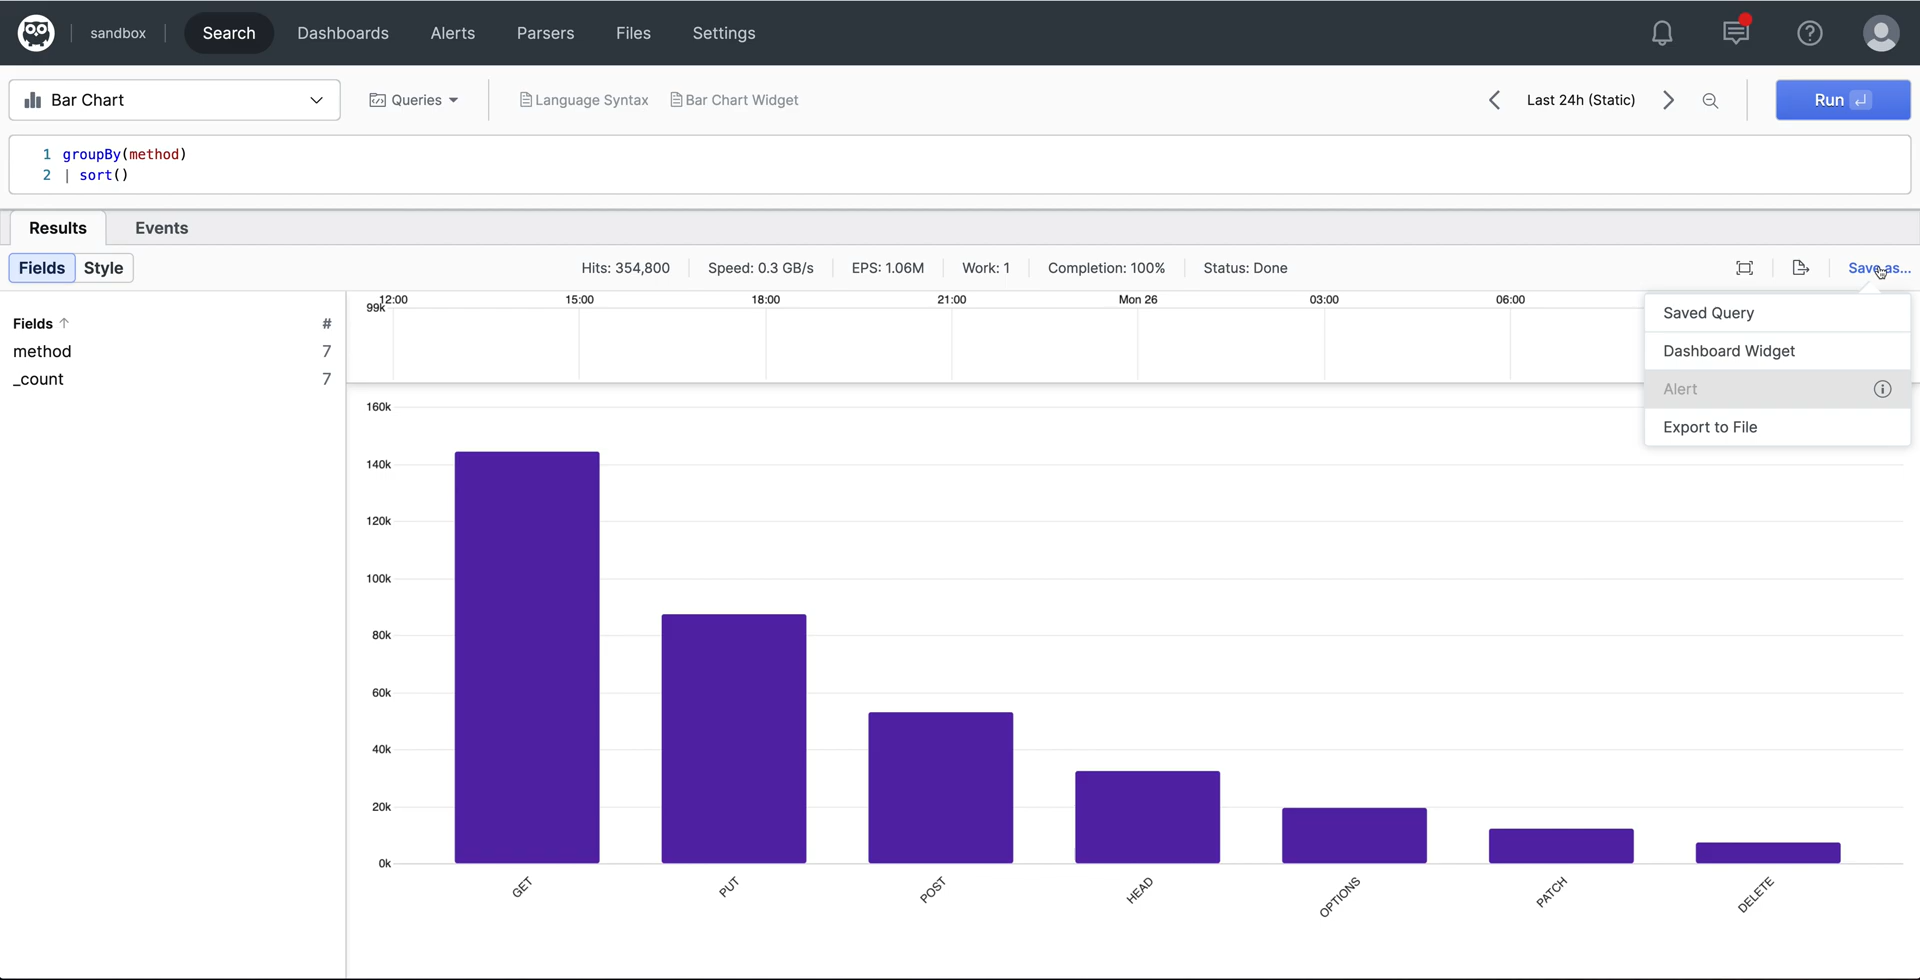 sandbox Search Dashboards Alerts Parsers Files Settings
Bar Chart Queries Language Syntax Bar Chart Widget Last 24h (Static) Run
1 groupBy(method)
2 | sort()
Results Events
Fields Style Hits: 354,800 Speed: 0.3 GB/s EPS: 1.06M Work: 1 Completion: 100% Status: Done Save as...
Fields ↑ #
method 7
_count 7
12:00 15:00 18:00 21:00 Mon 26 03:00 06:00
99k
Saved Query
Dashboard Widget
Alert
Export to File
160k
140k
120k
100k
80k
60k
40k
20k
0k
GET PUT POST HEAD OPTIONS PATCH DELETE